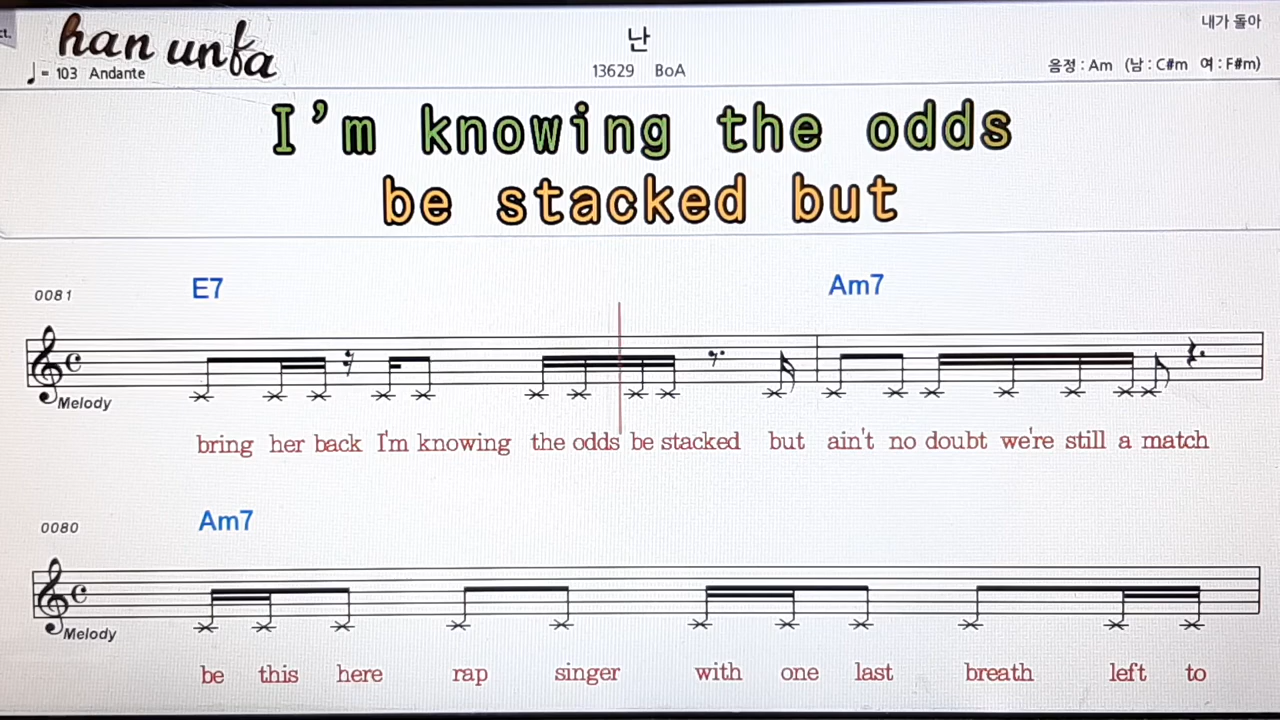 ct.
han unfa
난
내가 돌아
♩ = 103 Andante
13629 BoA
음정 : Am (남 : C#m 여 : F#m)
I'm knowing the odds
be stacked but
E7
Am7
0081
Melody
bring her back I'm knowing the odds be stacked but ain't no doubt we're still a match
Am7
0080
Melody
be this here rap singer with one last breath left to